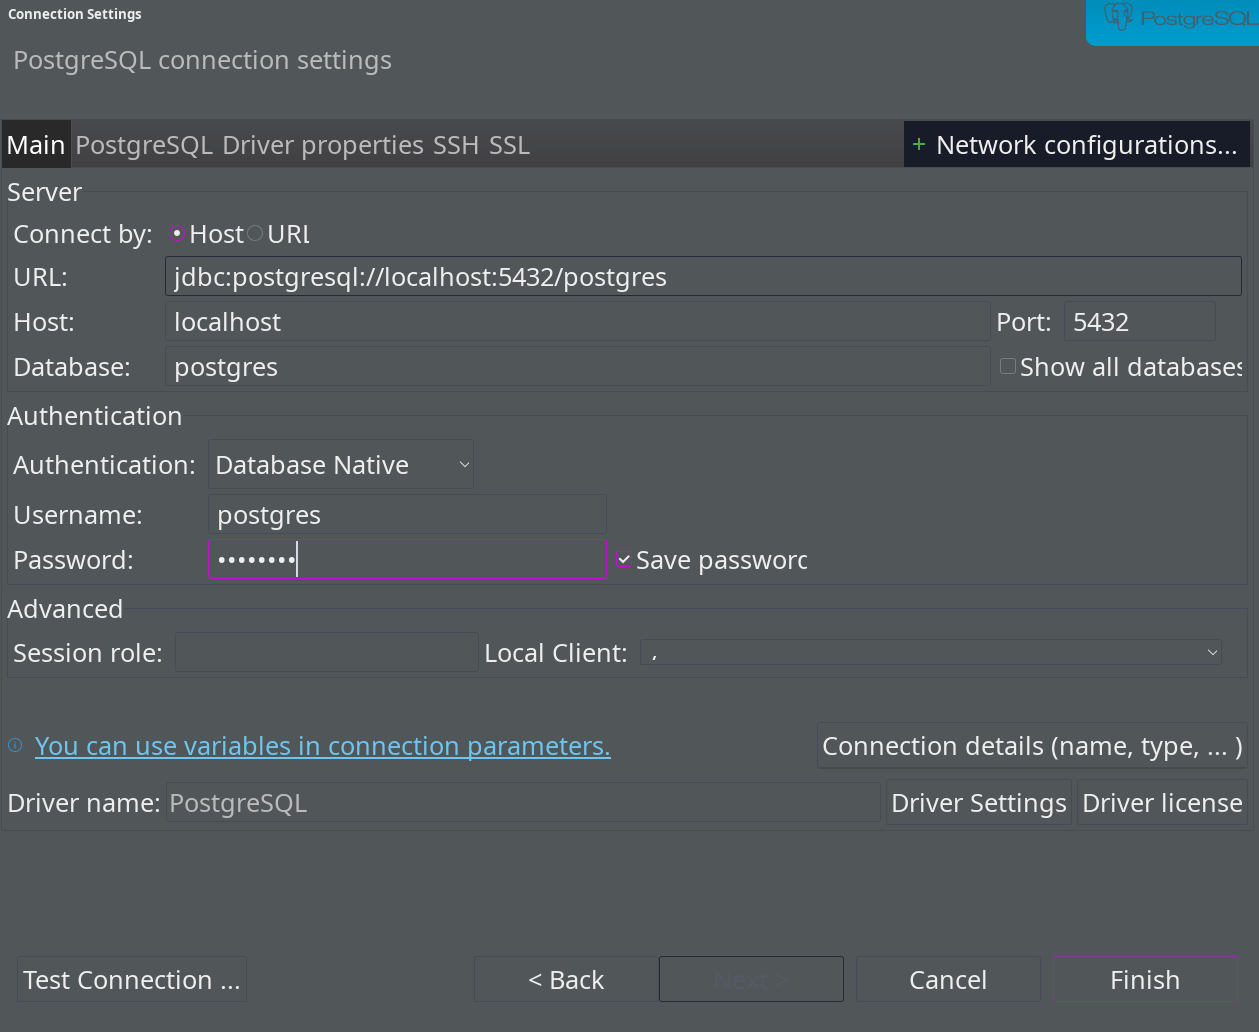 Connection Settings
PostgreSQL
PostgreSQL connection settings
Main PostgreSQL Driver properties SSH SSL + Network configurations...
Server
Connect by: Host URL
URL: jdbc:postgresql://localhost:5432/postgres
Host: localhost Port: 5432
Database: postgres Show all databases
Authentication
Authentication: Database Native
Username: postgres
Password: •••••••• Save password
Advanced
Session role: Local Client:
You can use variables in connection parameters. Connection details (name, type, ... )
Driver name: PostgreSQL Driver Settings Driver license
Test Connection ... < Back Next > Cancel Finish